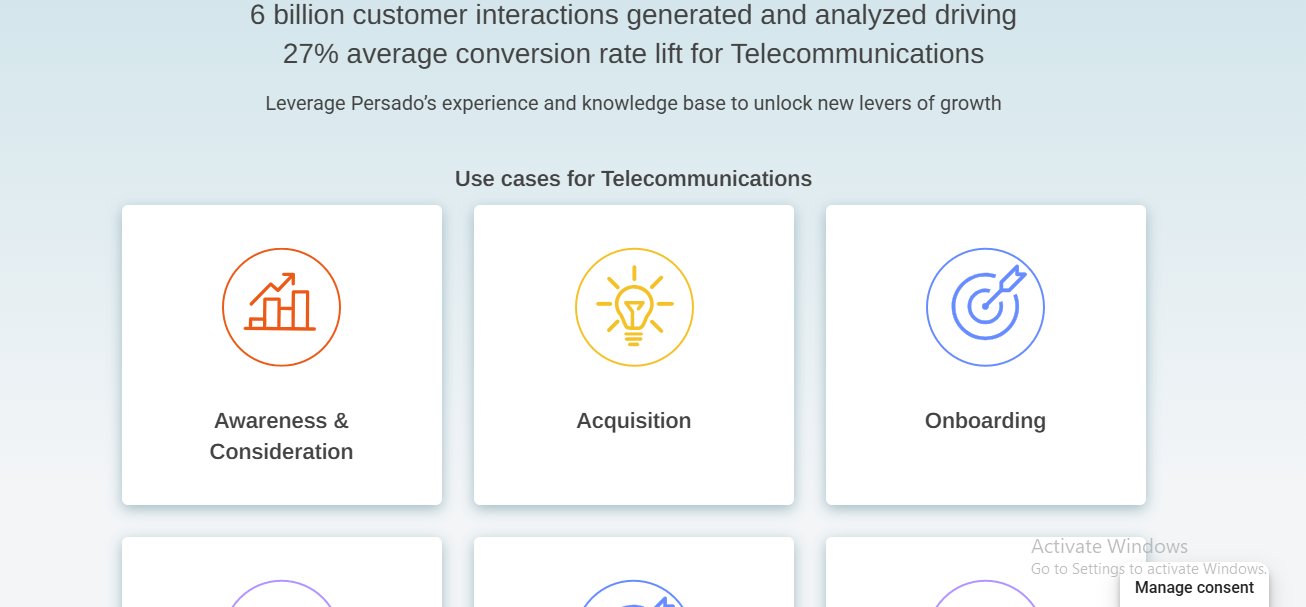 6 billion customer interactions generated and analyzed driving
27% average conversion rate lift for Telecommunications
Leverage Persado’s experience and knowledge base to unlock new levers of growth
Use cases for Telecommunications
Awareness &
Consideration
Acquisition
Onboarding
Activate Windows
Go to Settings to activate Windows.
Manage consent